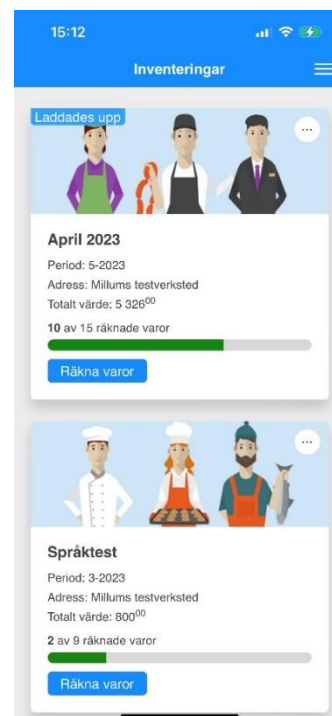 15:12
Inventeringar
Laddades upp
April 2023
Period: 5-2023
Adress: Millums testverksted
Totalt värde: 5 326⁰⁰
10 av 15 räknade varor
Räkna varor
Språktest
Period: 3-2023
Adress: Millums testverksted
Totalt värde: 800⁰⁰
2 av 9 räknade varor
Räkna varor